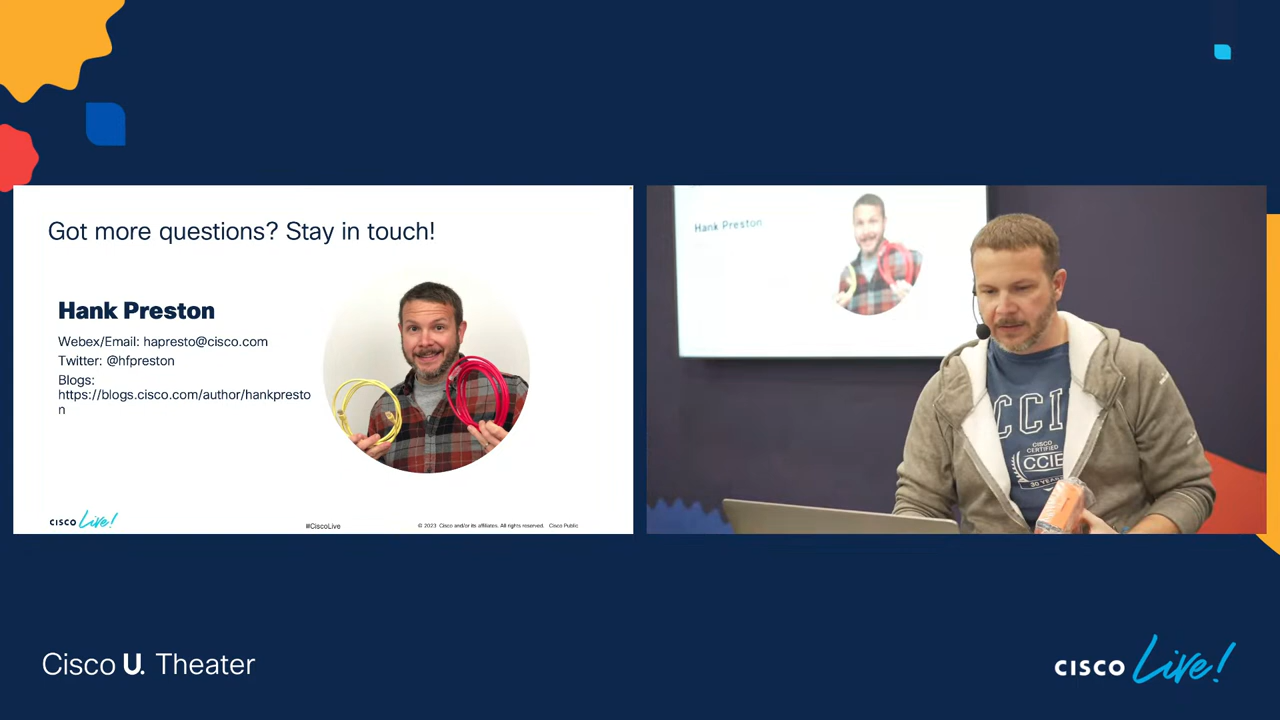 Got more questions? Stay in touch!
Hank Preston
Webex/Email: hapresto@cisco.com
Twitter: @hfpreston
Blogs:
https://blogs.cisco.com/author/hankpresto
n
CISCO Live!
#CiscoLive
© 2023 Cisco and/or its affiliates. All rights reserved. Cisco Public
Hank Preston
CCI
CISCO
CERTIFIED
CCIE
30 YEARS
Cisco U. Theater
CISCO Live!